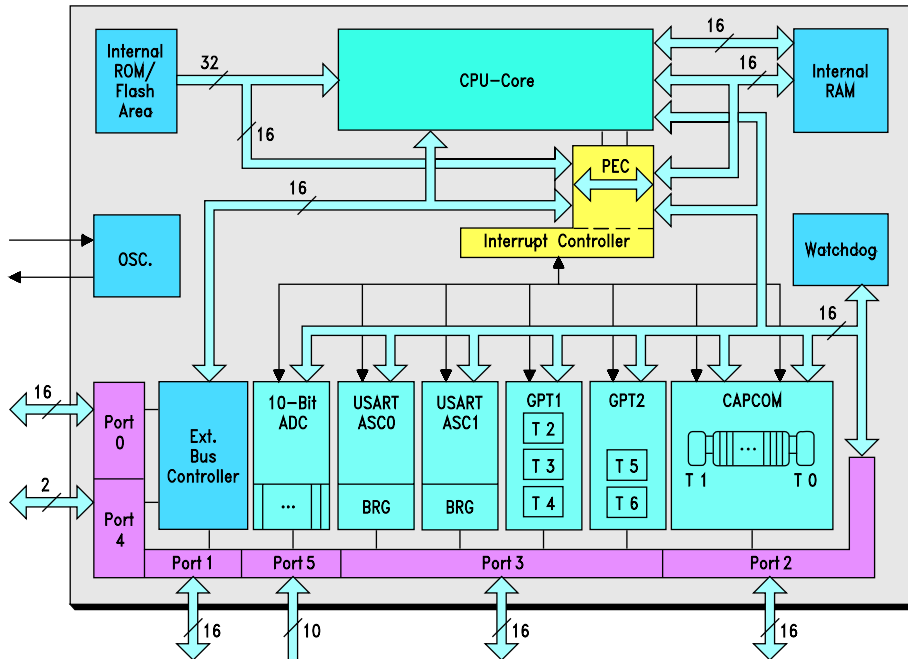 16
Internal
ROM/
Flash
Area
32
CPU-Core
16
Internal
RAM
16
PEC
16
OSC.
Interrupt Controller
Watchdog
16
16
Port
0
Ext.
Bus
Controller
10-Bit
ADC
...
USART
ASC0
BRG
USART
ASC1
BRG
GPT1
T 2
T 3
T 4
GPT2
T 5
T 6
CAPCOM
...
T 1
T 0
2
Port
4
Port 1
Port 5
Port 3
Port 2
16
10
16
16